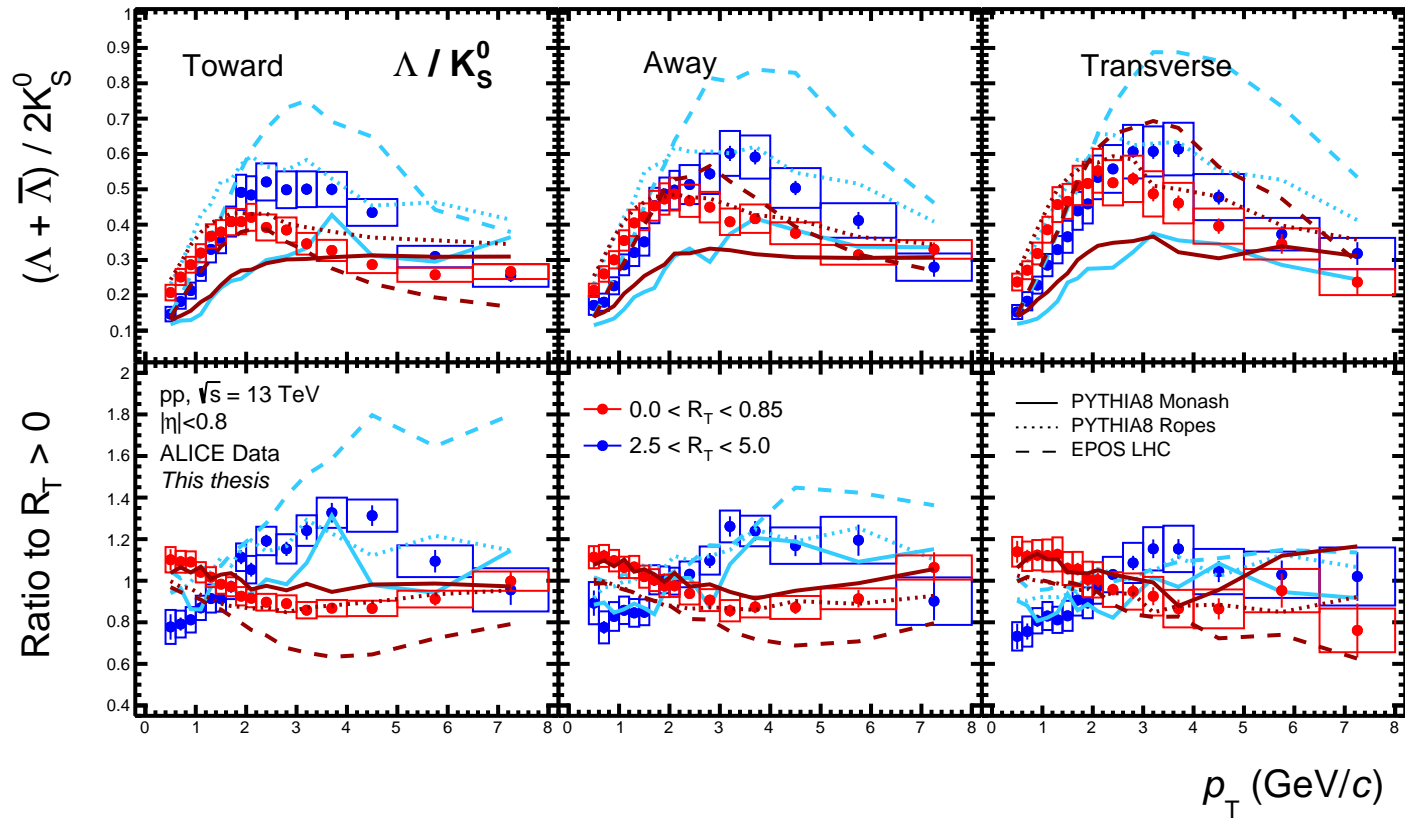 (Λ + Λ̅) / 2K⁰_S
1
0.9
0.8
0.7
0.6
0.5
0.4
0.3
0.2
0.1
Toward
Λ / K⁰_S
Away
Transverse
Ratio to R_T > 0
2
1.8
1.6
1.4
1.2
1
0.8
0.6
0.4
pp, √s = 13 TeV
|η|<0.8
ALICE Data
This thesis
0.0 < R_T < 0.85
2.5 < R_T < 5.0
PYTHIA8 Monash
PYTHIA8 Ropes
EPOS LHC
0 1 2 3 4 5 6 7 8 0 1 2 3 4 5 6 7 8 0 1 2 3 4 5 6 7 8
p_T (GeV/c)